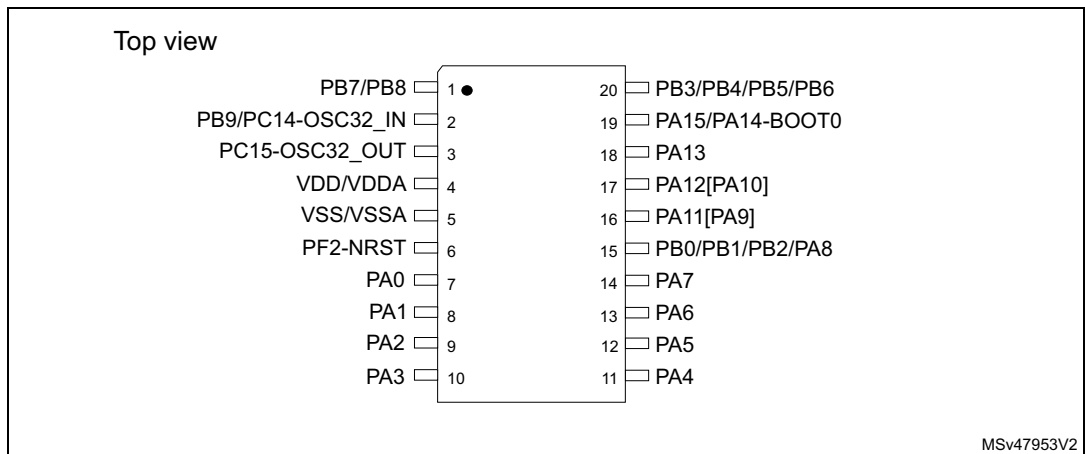 Top view
PB7/PB8 1 20 PB3/PB4/PB5/PB6
PB9/PC14-OSC32_IN 2 19 PA15/PA14-BOOT0
PC15-OSC32_OUT 3 18 PA13
VDD/VDDA 4 17 PA12[PA10]
VSS/VSSA 5 16 PA11[PA9]
PF2-NRST 6 15 PB0/PB1/PB2/PA8
PA0 7 14 PA7
PA1 8 13 PA6
PA2 9 12 PA5
PA3 10 11 PA4
MSv47953V2